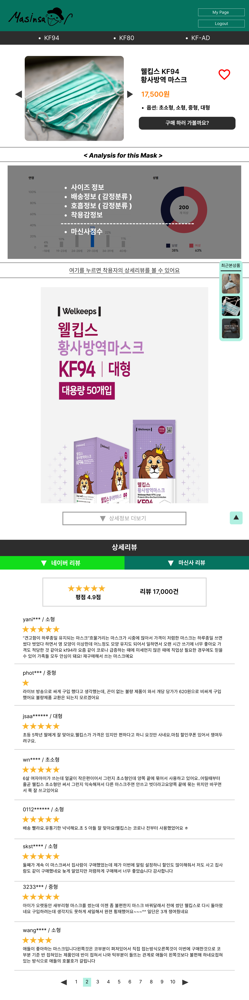 Masinsa
My Page
Logout
• KF94
• KF80
• KF-AD
OUTSIDE
OUTSIDE
OUTSIDE
웰킵스 KF94
황사방역 마스크
17,500원
• 옵션: 초소형, 소형, 중형, 대형
구매 하러 가볼까요?
< Analysis for this Mask >
연령
성별
100%
80%
60%
40%
20%
0
4%
10%
31%
22%
11%
~18세
19-23세
24-28세
29-33세
34-39세
40세~
• 사이즈 정보
• 배송정보 ( 감정분류 )
• 호흡정보 ( 감정분류 )
• 착용감정보
• 마신사점수
200
개 이상
남성
38%
여성
63%
여기를 누르면 착용자의 상세리뷰를 볼 수 있어요
최근본상품
Welkeeps
웰킵스
황사방역마스크
KF94 | 대형
대용량 50개입
Welkeeps
Welkeeps
Welkeeps
웰킵스
황사방역마스크
KF94
Stay well Always Welkeeps
웰킵스 황사방역마스크
웰킵스
황사방역마스크
Welkeeps Mask KF94 Large
Protects Ultra-fine Dust & Infection
KF94
▼ 상세정보 더보기
▲
상세리뷰
▼ 네이버 리뷰
▼ 마신사 리뷰
★★★★★
평점 4.9점
리뷰 17,000건
yani*** / 소형
★★★★★
“견고함이 하루종일 유지되는 마스크”흐물거리는 마스크가 시중에 많아서 가격이 저렴한 마스크는 하루종일 쓰면
썼다 벗었다 하면서 영 모양이 이상한데 어느정도 모양 유지도 되어서 일하면서 오랜 시간 쓰기에 너무 좋아요 가
격도 적당한 것 같아요 kf94라 요즘 같이 코로나 급증하는 때에 미세먼지 많은 때에 직업상 필요한 경우에도 믿을
수 있어 가족들 모두 안심이 돼요! 재구매해서 쓰는 마스크예요
phot*** / 중형
★
라이브 방송으로 싸게 구입 했다고 생각했는데, 끈이 없는 불량 제품이 와서 개당 당가가 620원으로 비싸게 구입
했어요 불량제품 교환은 되는지 모르겠어요
jsaa****** / 대형
★★★★★
초등 5학년 딸에게 잘 맞아요.웰킵스가 가격은 있지만 편하다고 하니 요것만 사네요.마침 할인쿠폰 있어서 쟁여두
려구요.
wn**** / 초소형
★★★★★
6살 여자아이가 쓰는데 얼굴이 작은편이어서 그런지 초소형인데 양쪽 끝에 묶어서 사용하고 있어요..어릴때부터
줄곧 웰킵스 초소형만 써서 그런지 익숙해져서 다른 마스크주면 안쓰고 벗더라고요양쪽 끝에 묶는 위치만 바꾸면
서 쭉 잘 쓰고있어요
0112****** / 소형
★★★★★
배송 빨라요.유통기한 넉넉해요.초 5 아들 잘 맞아요!웰킵스는 코로나 전부터 사용했었어요 ㅎ
skst**** / 소형
★★★★★
둘째가 계속 이 마스크써서 집사람이 구매했었는데 제가 이번에 알림 설정하니 할인도 많이해줘서 저도 사고 집사
람도 같이 구매했네요 늦게 알았지만 저렴하게 구매해서 너무 좋았습니다 감사합니다
3233*** / 중형
★★★★★
아이가 오랫동안 새부리형 마스크를 썼는데 이젠 좀 불편한지 마스크 바꿔달래서 전에 썼던 웰킵스로 다시 돌아왔
네요 구입하려는데 생각지도 못하게 세일해서 완젼 횡재했어요~~~^^ 일단은 3개 쟁여줬네요
wang**** / 소형
★★★★
애들이 좋아하는 마스크입니다왼쪽것은 코부분이 펴져있어서 직접 접는방식오른쪽것이 이번에 구매한것으로 코
부분 기준 반 접혀있는 제품인데 반이 접혀서 나와 턱부분이 들뜨는 관계로 애들이 왼쪽것보다 불편해 하네요접혀
있는 방식으로 애들의 호불호가 갈립니다
◀ 1 2 3 4 5 6 7 8 9 10 ▶